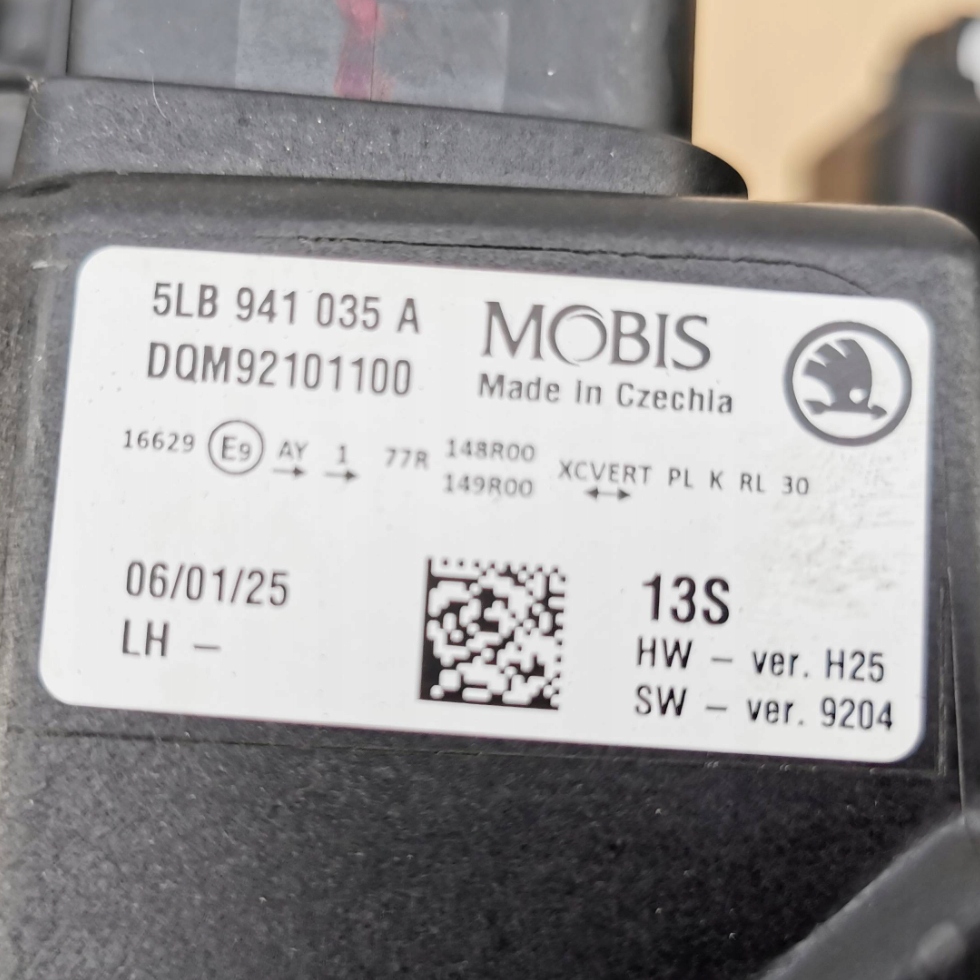 5LB 941 035 A
DQM92101100
MOBIS
Made in Czechia
16629 E9 AY 1 77R 148R00
149R00 XCVERT PL K RL 30
06/01/25
LH –
13S
HW – ver. H25
SW – ver. 9204